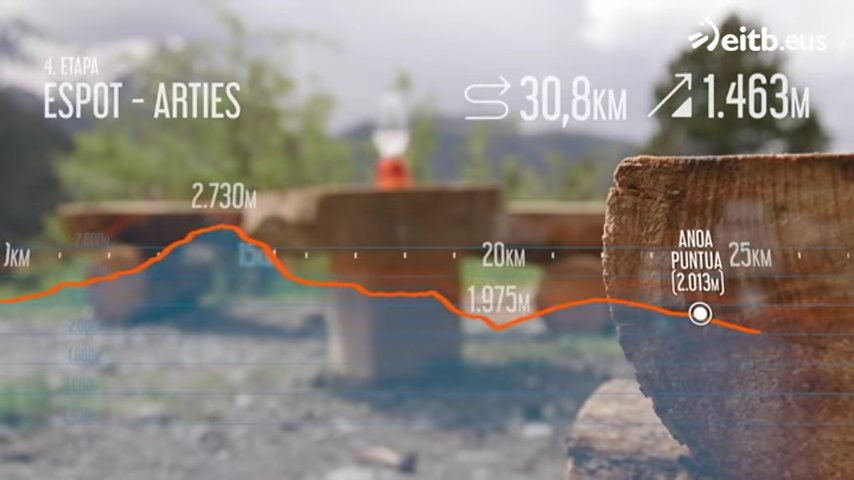 eitb.eus
4. ETAPA
ESPOT - ARTIES
30,8KM
1.463M
2.730M
20KM
1.975M
ANOA
PUNTUA
(2.013M)
25KM